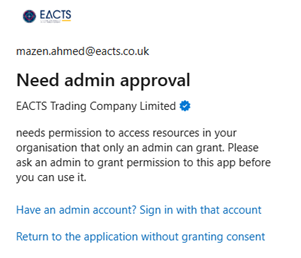 EACTS
mazen.ahmed@eacts.co.uk
Need admin approval
EACTS Trading Company Limited
needs permission to access resources in your
organisation that only an admin can grant. Please
ask an admin to grant permission to this app before
you can use it.
Have an admin account? Sign in with that account
Return to the application without granting consent